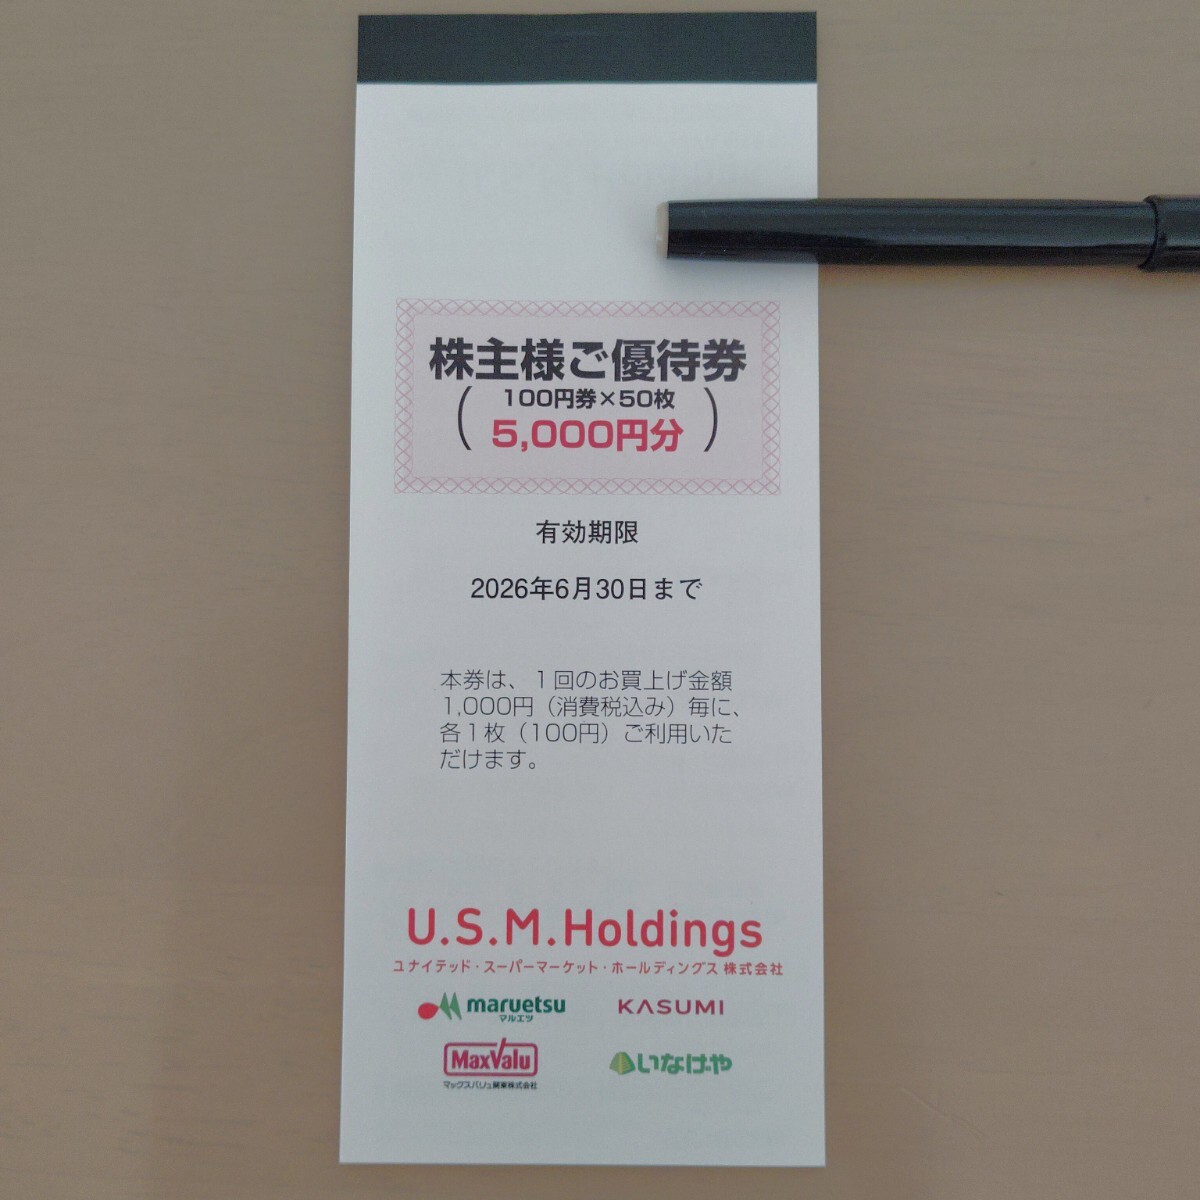 株主様ご優待券
(100円券×50枚
5,000円分)
有効期限
2026年6月30日まで
本券は、1回のお買上げ金額
1,000円（消費税込み）毎に、
各1枚（100円）ご利用いた
だけます。
U.S.M.Holdings
ユナイテッド・スーパーマーケット・ホールディングス 株式会社
maruetsu
マルエツ
KASUMI
MaxValu
マックスバリュ関東株式会社
いなげや